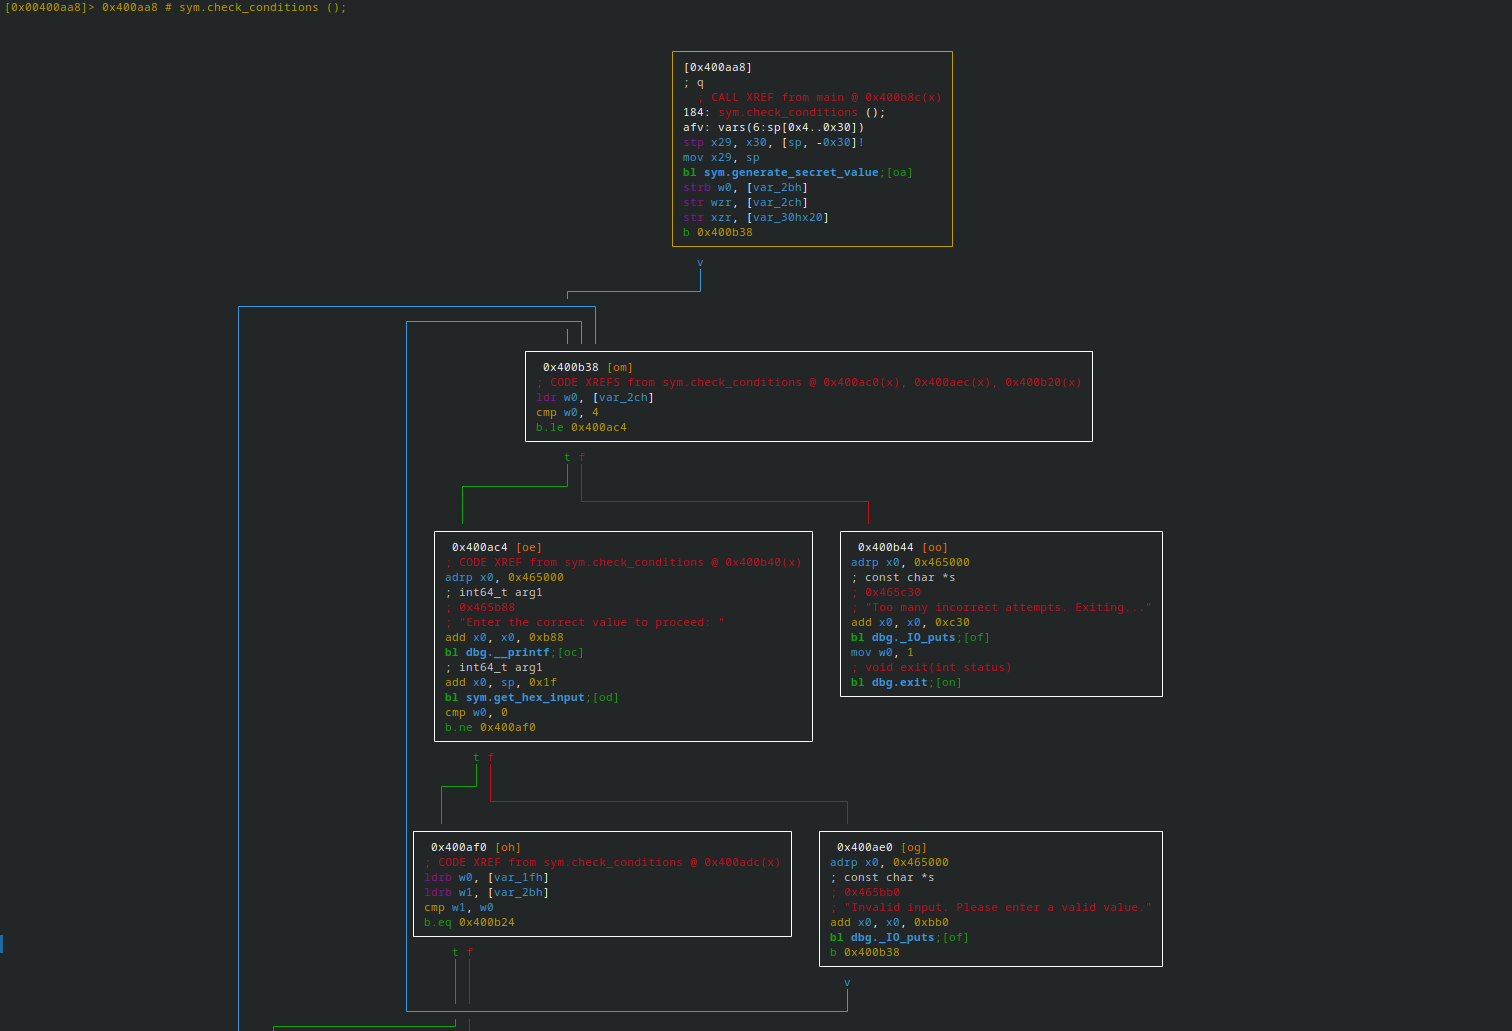 [0x00400aa8]> 0x400aa8 # sym.check_conditions ();
[0x400aa8]
; q
; CALL XREF from main @ 0x400b8c(x)
184: sym.check_conditions ();
afv: vars(6:sp[0x4..0x30])
stp x29, x30, [sp, -0x30]!
mov x29, sp
bl sym.generate_secret_value;[oa]
strb w0, [var_2bh]
str wzr, [var_2ch]
str xzr, [var_30hx20]
b 0x400b38
v
0x400b38 [om]
; CODE XREFS from sym.check_conditions @ 0x400ac0(x), 0x400aec(x), 0x400b20(x)
ldr w0, [var_2ch]
cmp w0, 4
b.le 0x400ac4
t f
0x400ac4 [oe]
; CODE XREF from sym.check_conditions @ 0x400b40(x)
adrp x0, 0x465000
; int64_t arg1
; 0x465b88
; "Enter the correct value to proceed: "
add x0, x0, 0xb88
bl dbg.__printf;[oc]
; int64_t arg1
add x0, sp, 0x1f
bl sym.get_hex_input;[od]
cmp w0, 0
b.ne 0x400af0
0x400b44 [oo]
adrp x0, 0x465000
; const char *s
; 0x465c30
; "Too many incorrect attempts. Exiting..."
add x0, x0, 0xc30
bl dbg._IO_puts;[of]
mov w0, 1
; void exit(int status)
bl dbg.exit;[on]
t f
0x400af0 [oh]
; CODE XREF from sym.check_conditions @ 0x400adc(x)
ldrb w0, [var_1fh]
ldrb w1, [var_2bh]
cmp w1, w0
b.eq 0x400b24
0x400ae0 [og]
adrp x0, 0x465000
; const char *s
; 0x465bb0
; "Invalid input. Please enter a valid value."
add x0, x0, 0xbb0
bl dbg._IO_puts;[of]
b 0x400b38
t f
v